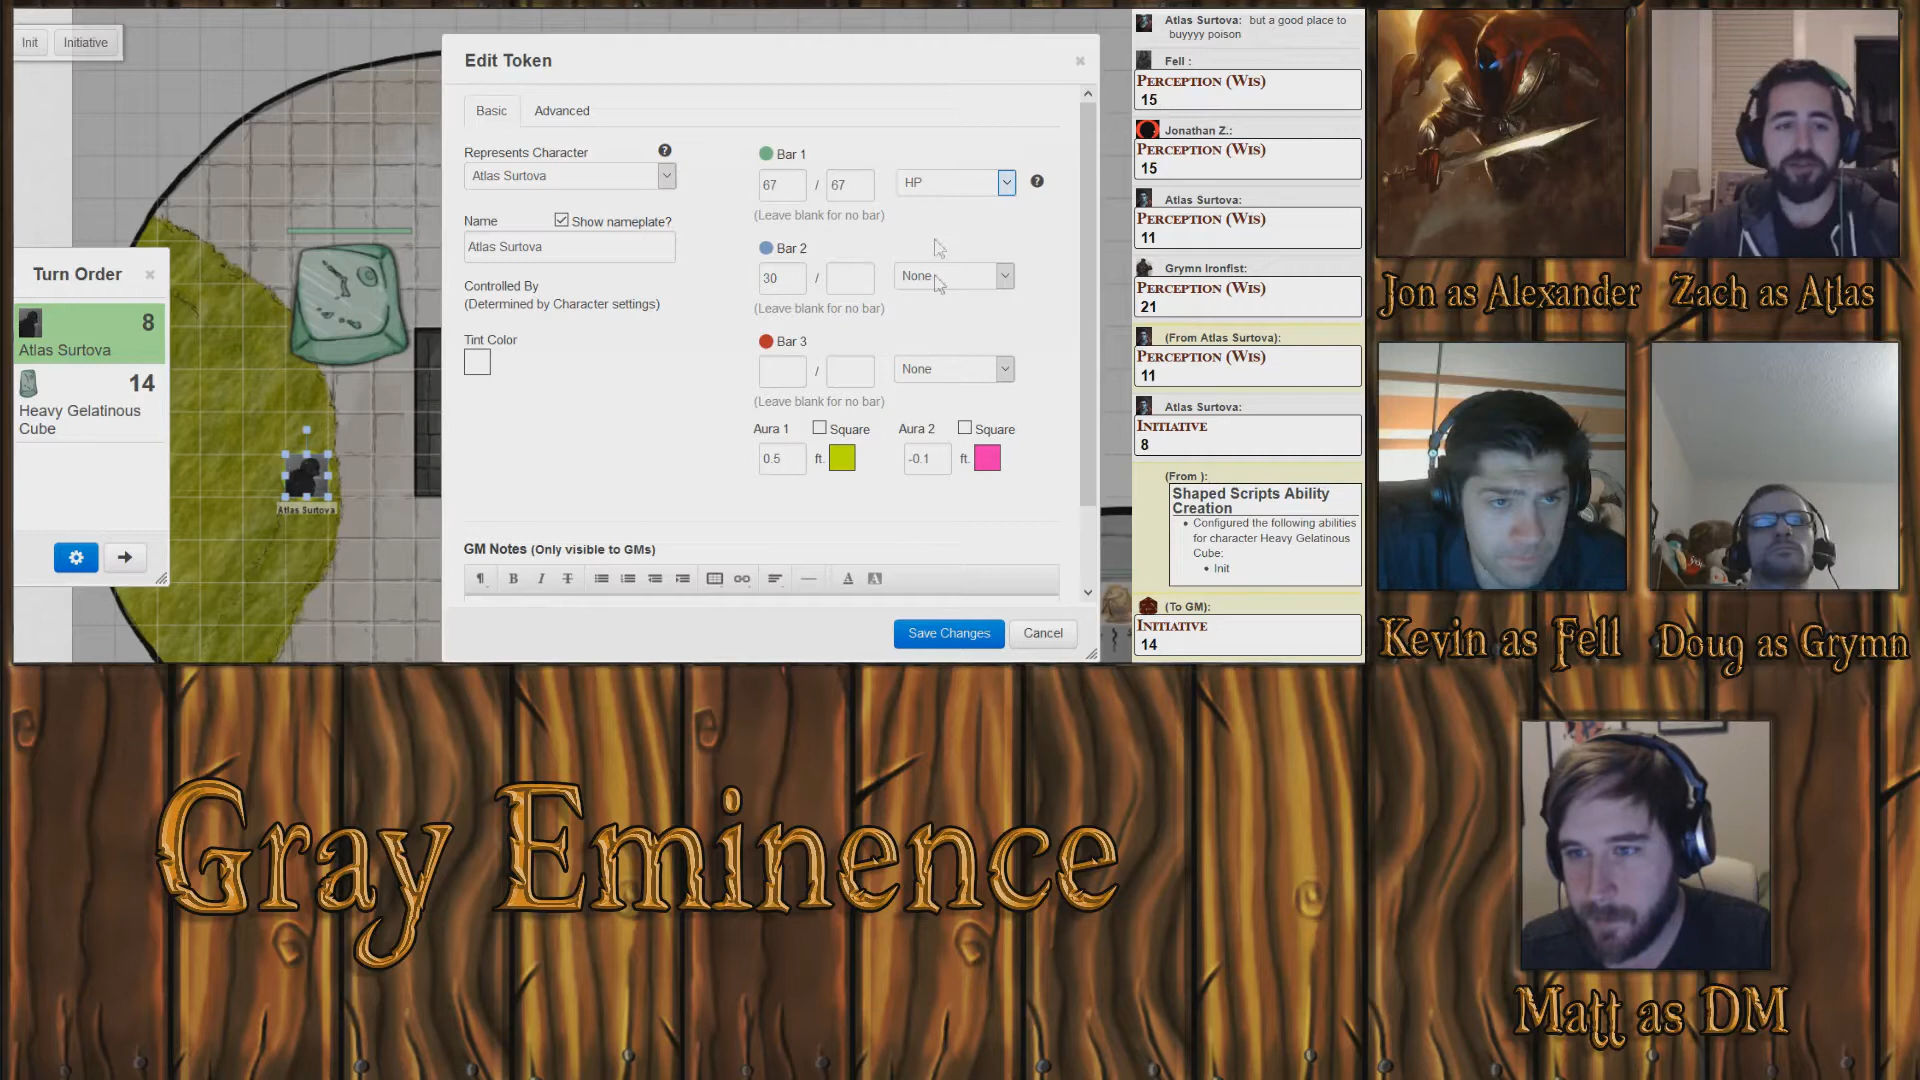 Init Initiative
Turn Order
8
Atlas Surtova
14
Heavy Gelatinous
Cube
Atlas Surtova
Edit Token
Basic Advanced
Represents Character
Atlas Surtova
Name Show nameplate?
Atlas Surtova
Controlled By
(Determined by Character settings)
Tint Color
Bar 1
67 / 67 HP
(Leave blank for no bar)
Bar 2
30 / None
(Leave blank for no bar)
Bar 3
/ None
(Leave blank for no bar)
Aura 1 Square Aura 2 Square
0.5 ft. -0.1 ft.
GM Notes (Only visible to GMs)
Save Changes Cancel
Atlas Surtova: but a good place to
buyyyy poison
Fell :
Perception (Wis)
15
Jonathan Z.:
Perception (Wis)
15
Atlas Surtova:
Perception (Wis)
11
Grymn Ironfist:
Perception (Wis)
21
(From Atlas Surtova):
Perception (Wis)
11
Atlas Surtova:
Initiative
8
(From ):
Shaped Scripts Ability
Creation
Configured the following abilities
for character Heavy Gelatinous
Cube:
Init
(To GM):
Initiative
14
Jon as Alexander
Zach as Atlas
Kevin as Fell
Doug as Grymn
Gray Eminence
Matt as DM